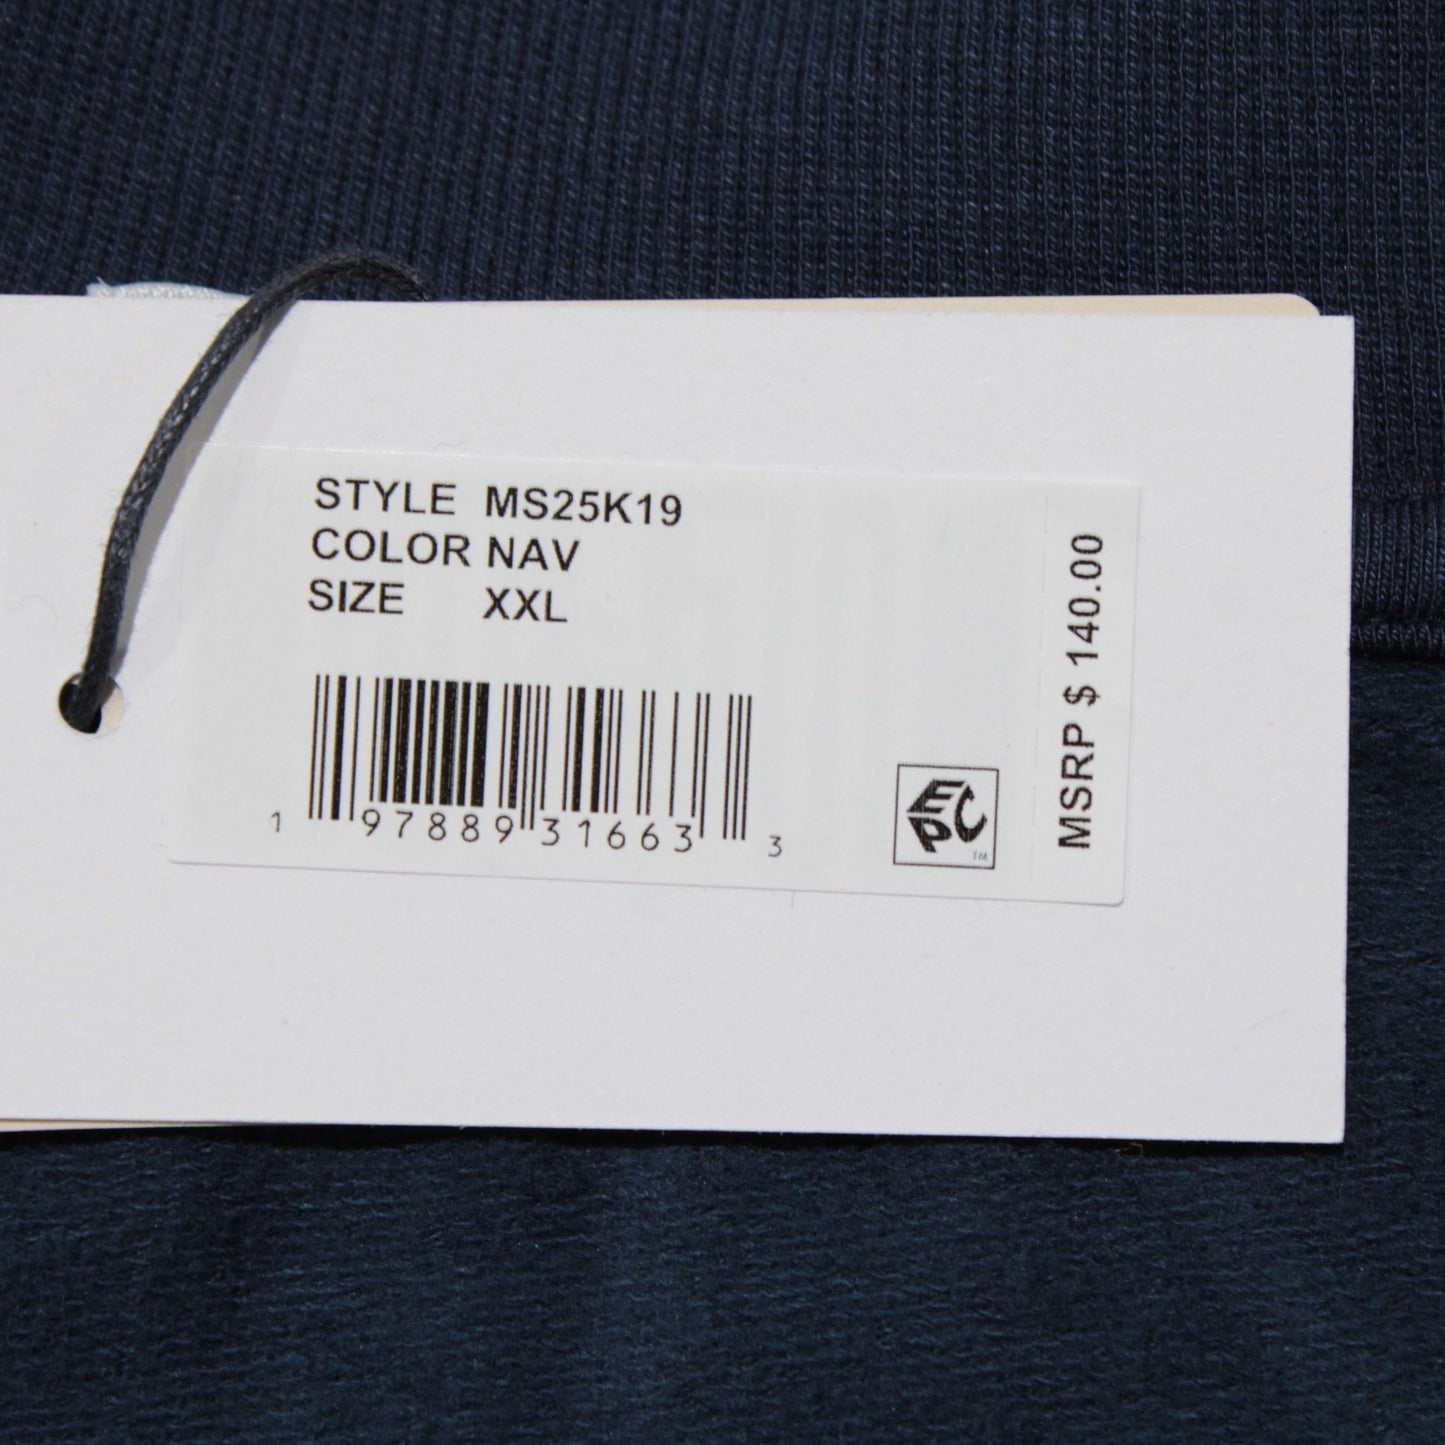 STYLE MS25K19
COLOR NAV
SIZE XXL
1 97889 31663 3
EPC
TM
MSRP $ 140.00